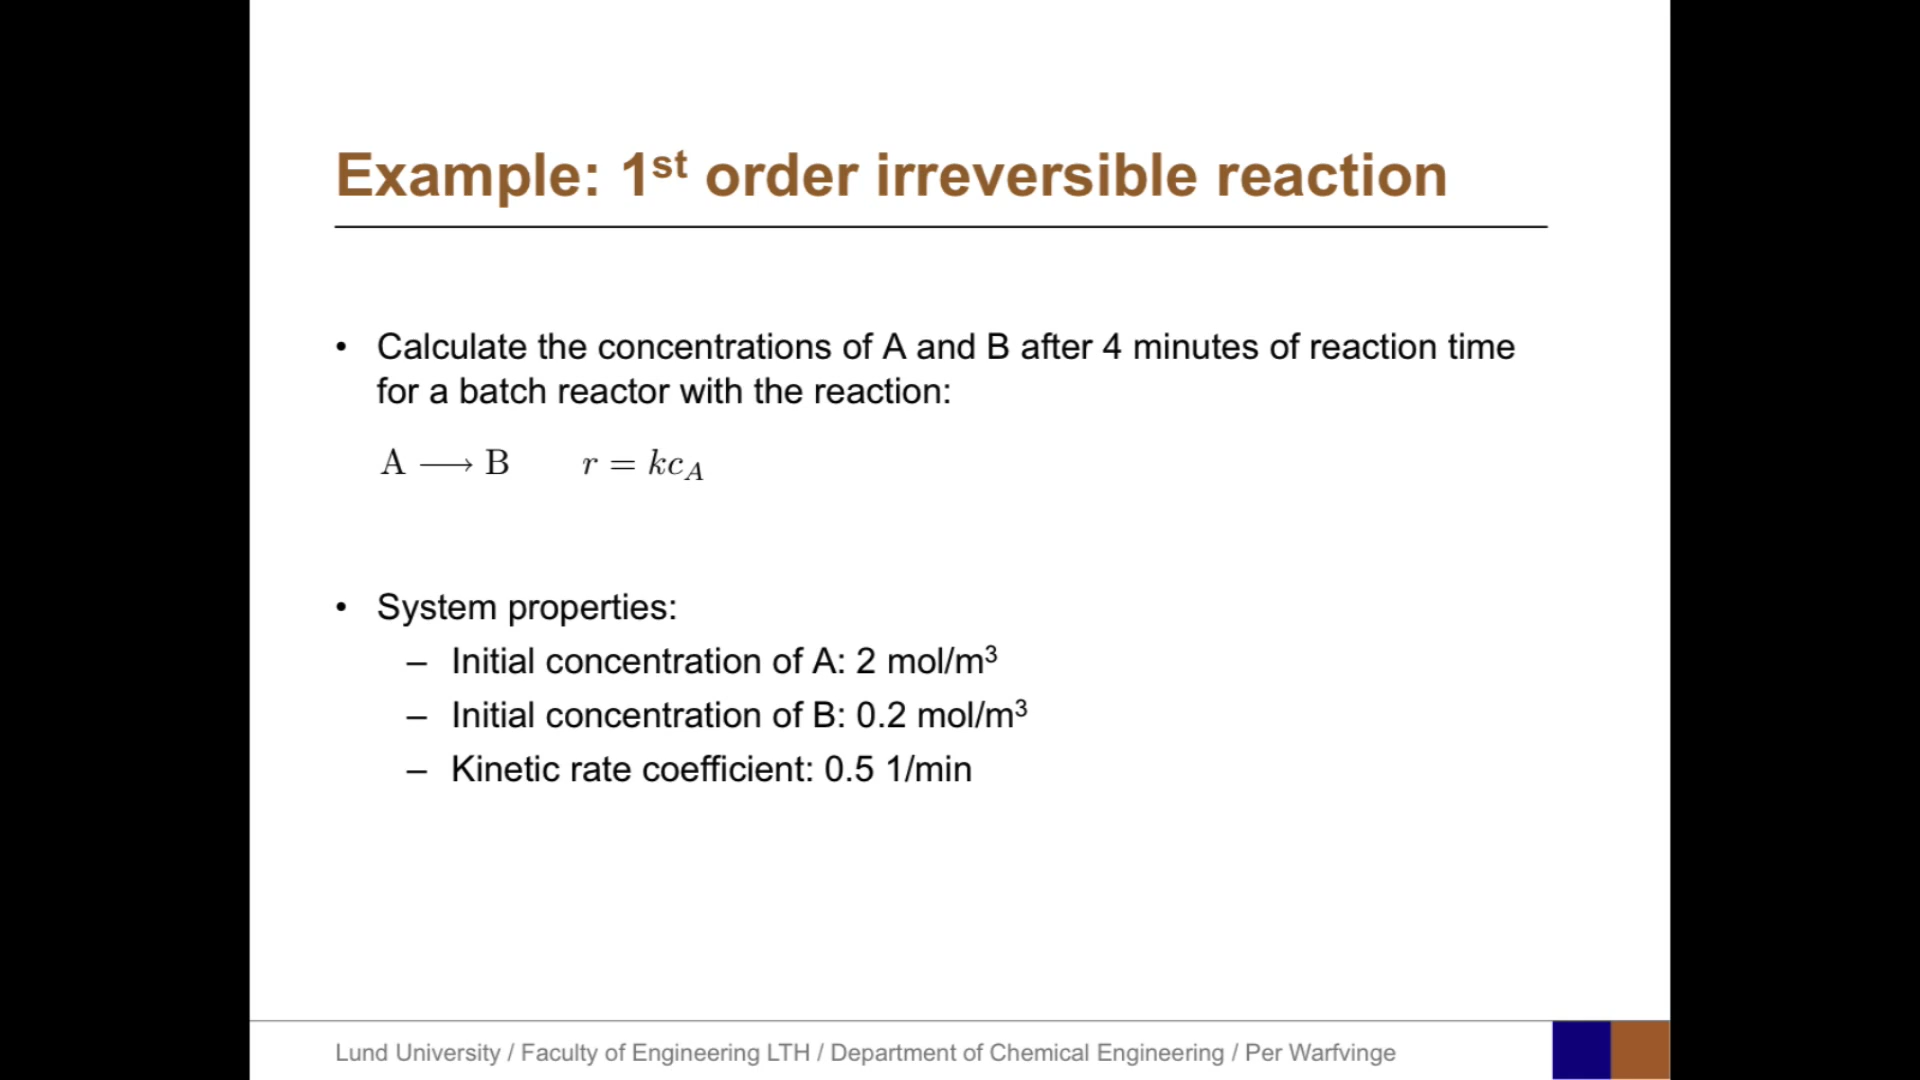 Example: 1st order irreversible reaction
• Calculate the concentrations of A and B after 4 minutes of reaction time
for a batch reactor with the reaction:
A ⟶ B r = kc_A
• System properties:
– Initial concentration of A: 2 mol/m³
– Initial concentration of B: 0.2 mol/m³
– Kinetic rate coefficient: 0.5 1/min
Lund University / Faculty of Engineering LTH / Department of Chemical Engineering / Per Warfvinge